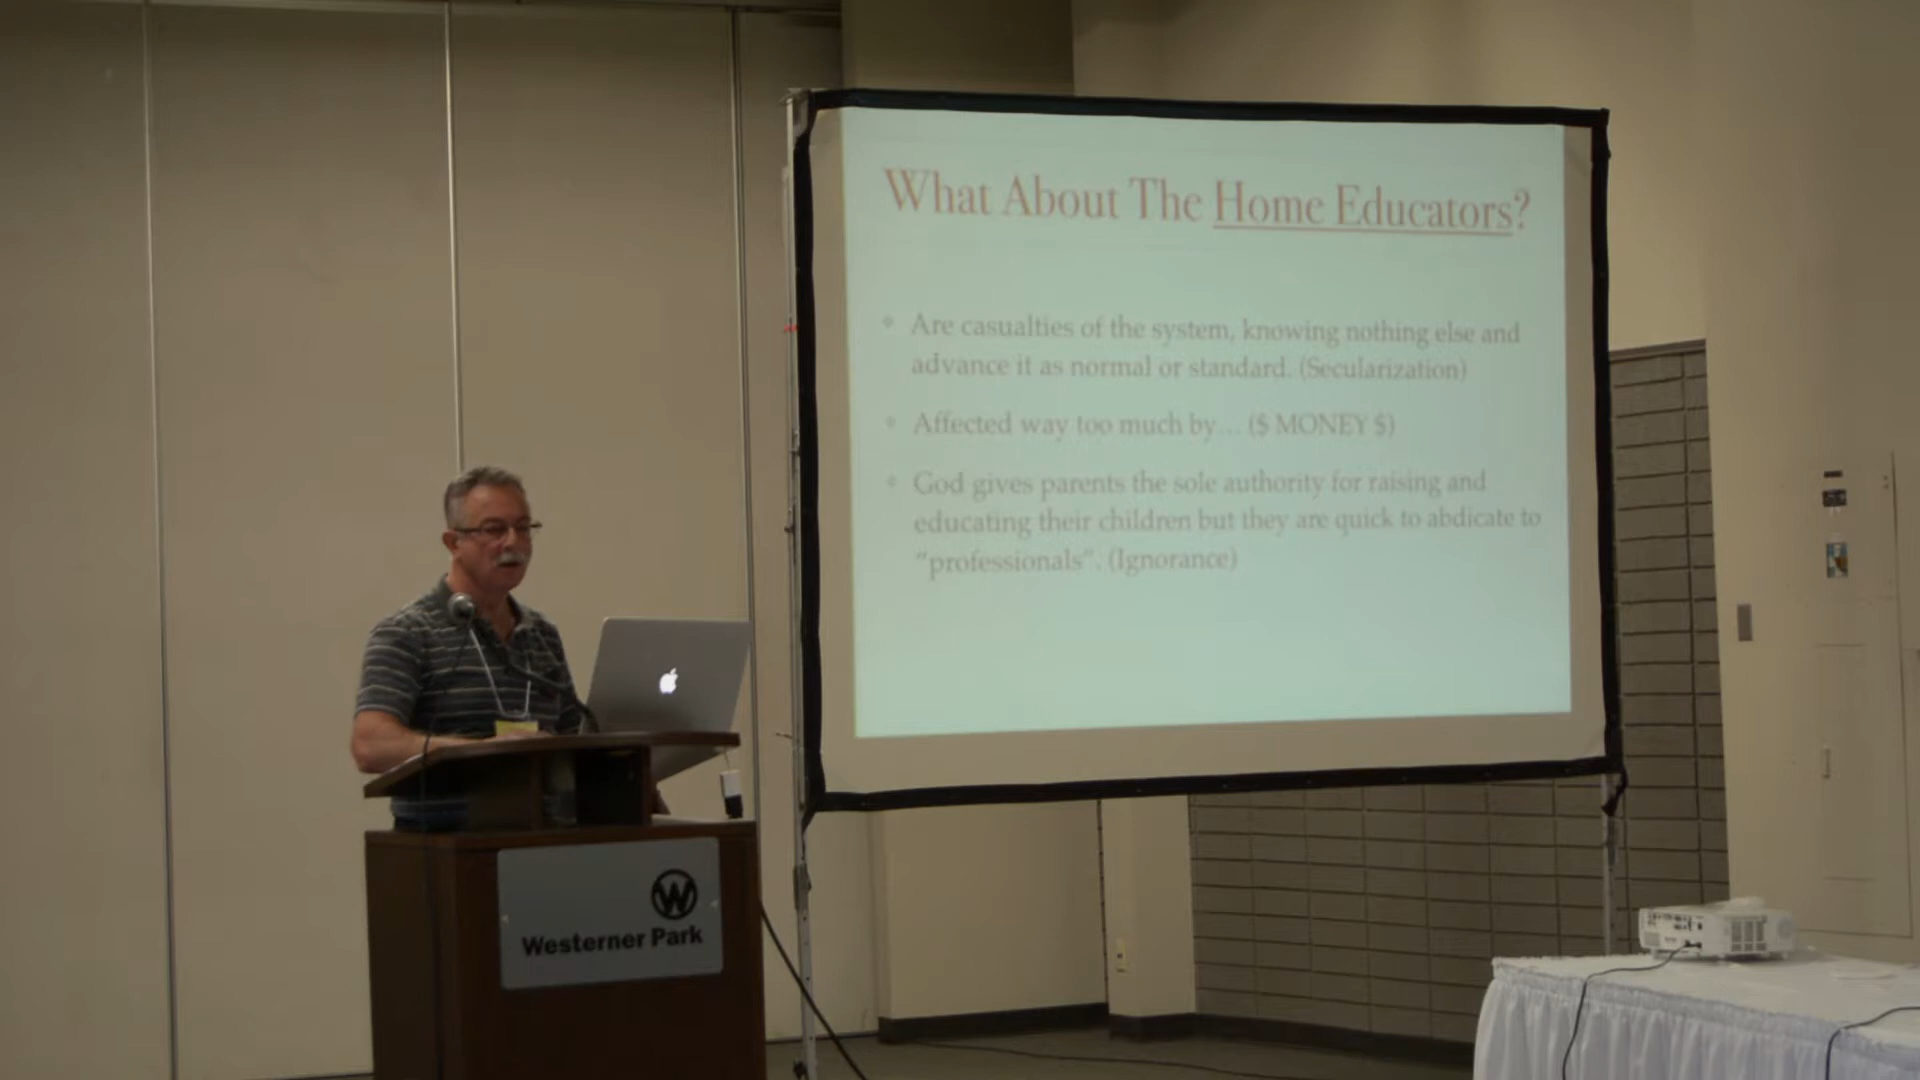 What About The Home Educators?
Are casualties of the system, knowing nothing else and
advance it as normal or standard. (Secularization)
Affected way too much by... ($ MONEY $)
God gives parents the sole authority for raising and
educating their children but they are quick to abdicate to
"professionals". (Ignorance)
W
Westerner Park